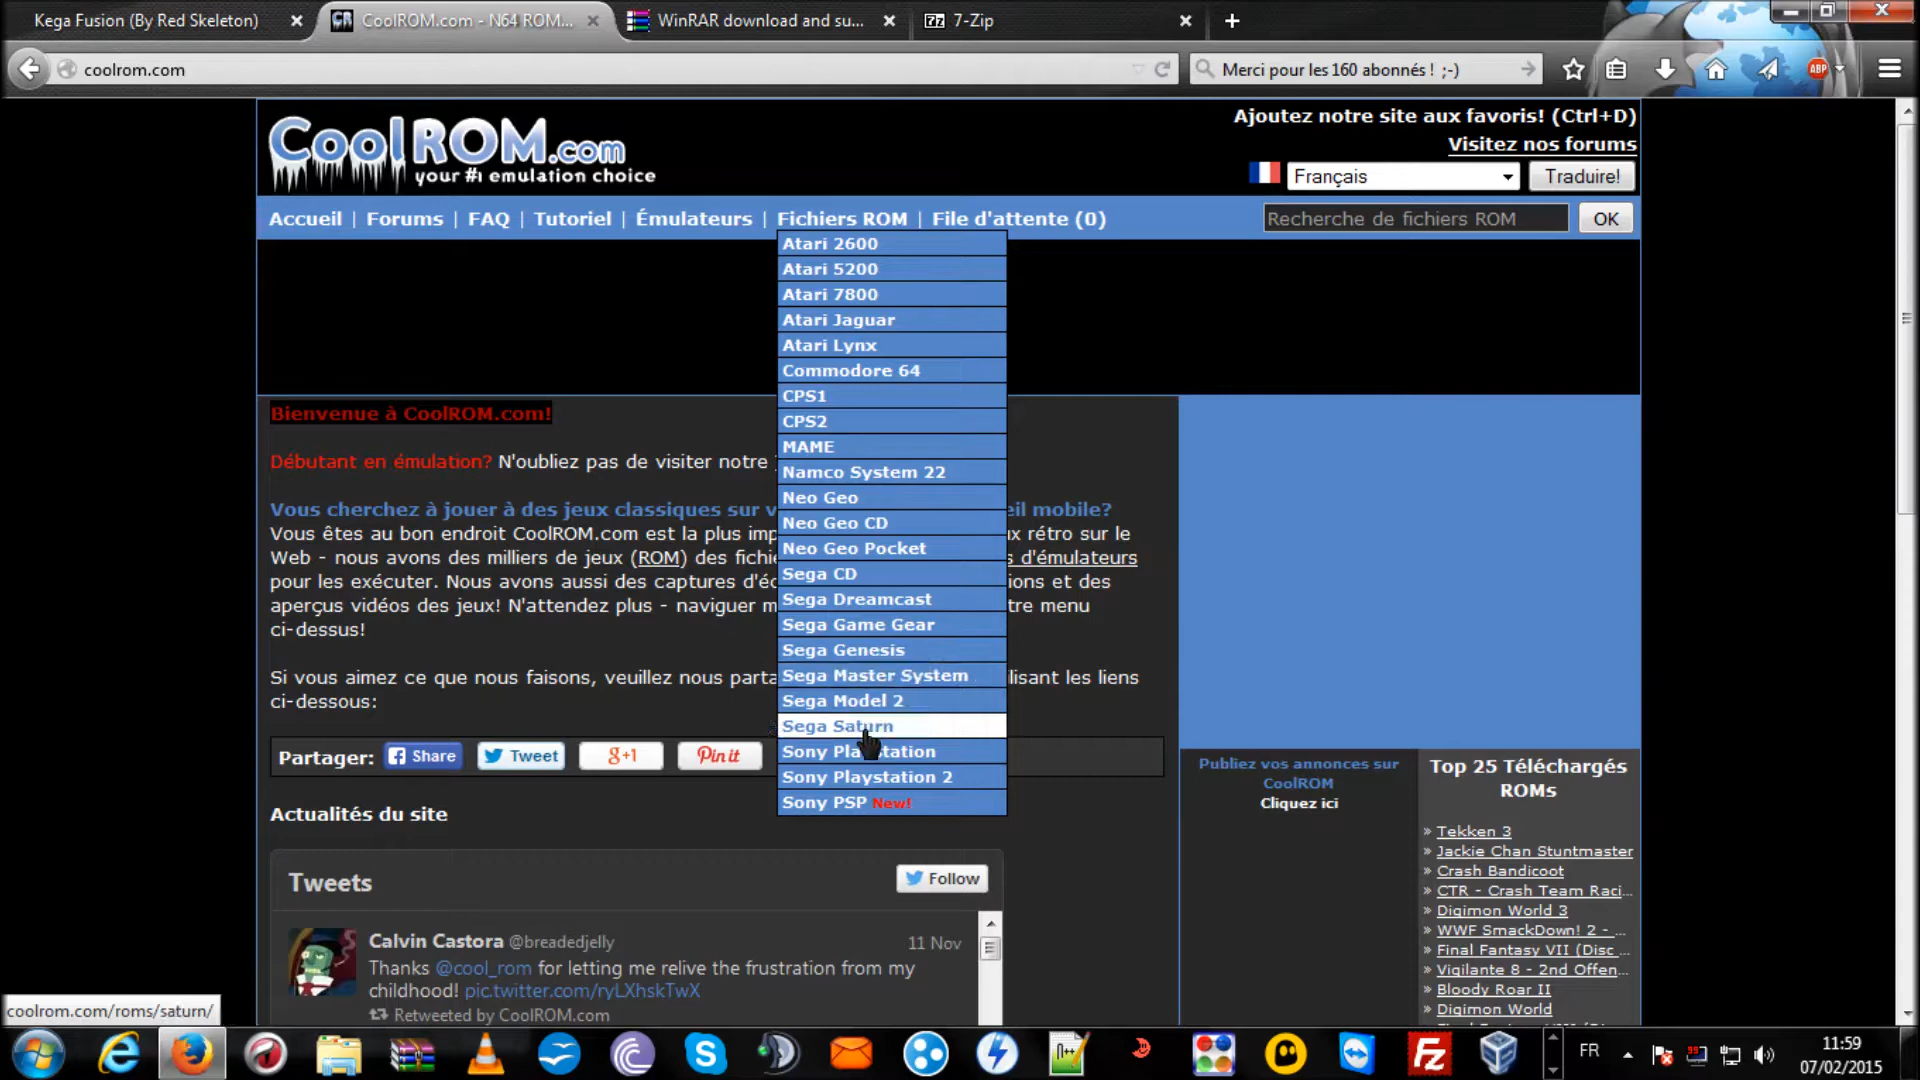 Kega Fusion (By Red Skeleton)
CoolROM.com - N64 ROM...
WinRAR download and su...
7-Zip
coolrom.com
Merci pour les 160 abonnés ! ;-)
ABP
CoolROM.com
your #1 emulation choice
Ajoutez notre site aux favoris! (Ctrl+D)
Visitez nos forums
Français
Traduire!
Accueil | Forums | FAQ | Tutoriel | Émulateurs | Fichiers ROM | File d'attente (0)
Recherche de fichiers ROM
OK
Atari 2600
Atari 5200
Atari 7800
Atari Jaguar
Atari Lynx
Commodore 64
CPS1
CPS2
MAME
Namco System 22
Neo Geo
Neo Geo CD
Neo Geo Pocket
Sega CD
Sega Dreamcast
Sega Game Gear
Sega Genesis
Sega Master System
Sega Model 2
Sega Saturn
Sony Playstation
Sony Playstation 2
Sony PSP New!
Bienvenue à CoolROM.com!
Débutant en émulation? N'oubliez pas de visiter notre
Vous cherchez à jouer à des jeux classiques sur v eil mobile?
Vous êtes au bon endroit CoolROM.com est la plus imp ux rétro sur le
Web - nous avons des milliers de jeux (ROM) des fichie s d'émulateurs
pour les exécuter. Nous avons aussi des captures d'éc ions et des
aperçus vidéos des jeux! N'attendez plus - naviguer m tre menu
ci-dessus!
Si vous aimez ce que nous faisons, veuillez nous parta ilisant les liens
ci-dessous:
Partager:
Share
Tweet
g+1
Pin it
Actualités du site
Tweets
Follow
Calvin Castora @breadedjelly
11 Nov
Thanks @cool_rom for letting me relive the frustration from my
childhood! pic.twitter.com/ryLXhskTwX
Retweeted by CoolROM.com
Publiez vos annonces sur
CoolROM
Cliquez ici
Top 25 Téléchargés
ROMs
» Tekken 3
» Jackie Chan Stuntmaster
» Crash Bandicoot
» CTR - Crash Team Raci...
» Digimon World 3
» WWF SmackDown! 2 - ...
» Final Fantasy VII (Disc ...
» Vigilante 8 - 2nd Offen...
» Bloody Roar II
» Digimon World
coolrom.com/roms/saturn/
FR
11:59
07/02/2015